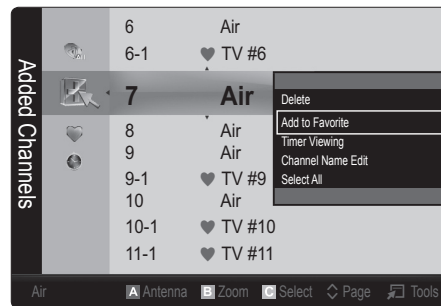 Added Channels
6 Air
6-1 ♥ TV #6
7 Air
8 Air
9 Air
9-1 ♥ TV #9
10 Air
10-1 ♥ TV #10
11-1 ♥ TV #11
Delete
Add to Favorite
Timer Viewing
Channel Name Edit
Select All
Air A Antenna B Zoom C Select Page Tools